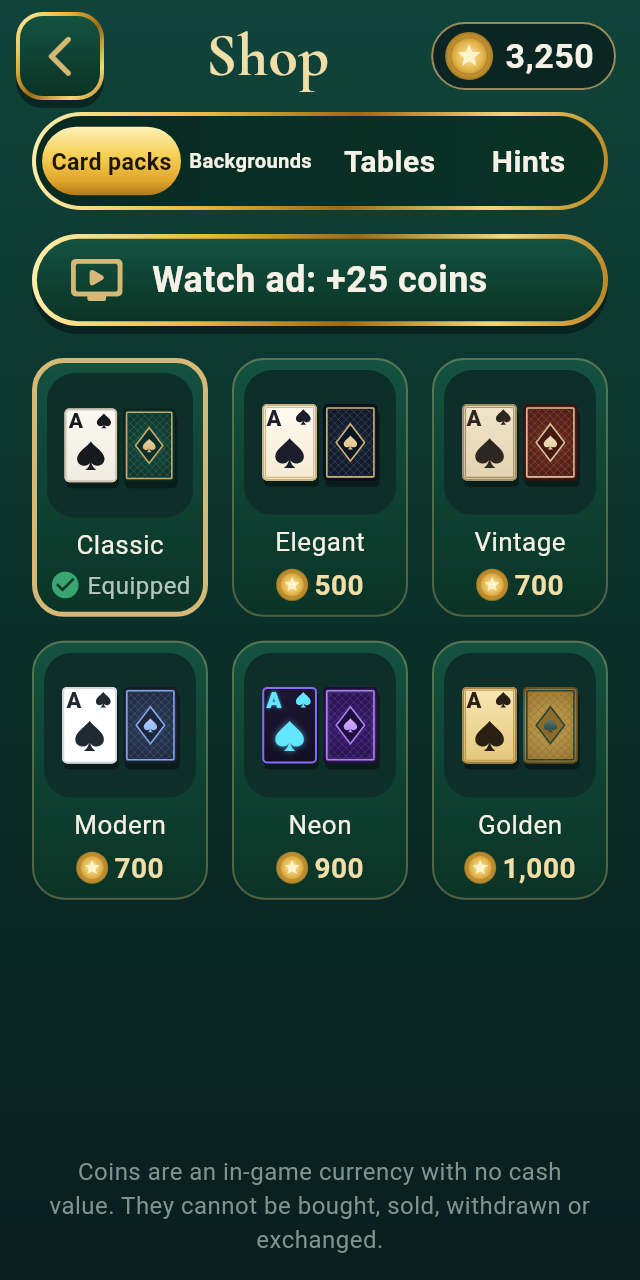 Shop
3,250
Card packs
Backgrounds
Tables
Hints
Watch ad: +25 coins
A
A
A
Classic
Elegant
Vintage
Equipped
500
700
A
A
A
Modern
Neon
Golden
700
900
1,000
Coins are an in-game currency with no cash
value. They cannot be bought, sold, withdrawn or
exchanged.